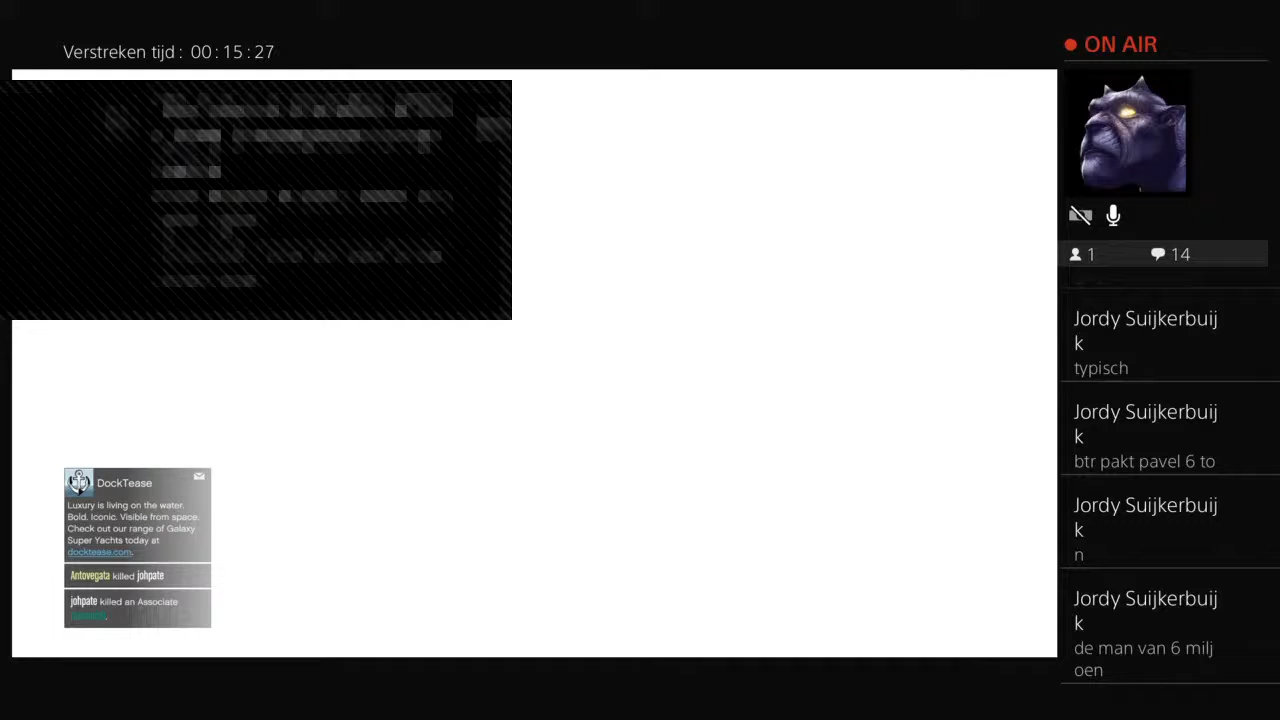 Verstreken tijd: 00:15:27
ON AIR
1
14
Jordy Suijkerbuij
k
typisch
Jordy Suijkerbuij
k
btr pakt pavel 6 to
Jordy Suijkerbuij
k
n
Jordy Suijkerbuij
k
de man van 6 milj
oen
DockTease
Luxury is living on the water.
Bold. Iconic. Visible from space.
Check out our range of Galaxy
Super Yachts today at
docktease.com.
Antovegata killed johpate
johpate killed an Associate